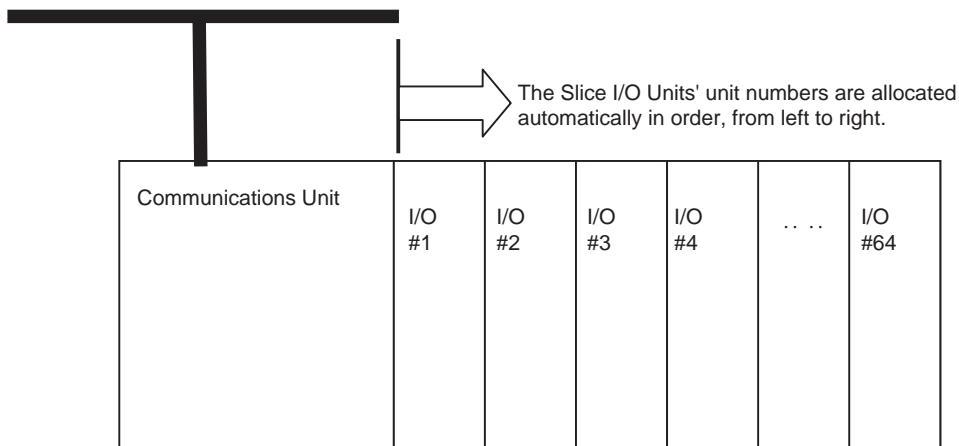 The Slice I/O Units' unit numbers are allocated
automatically in order, from left to right.
Communications Unit
I/O
#1
I/O
#2
I/O
#3
I/O
#4
.. ..
I/O
#64